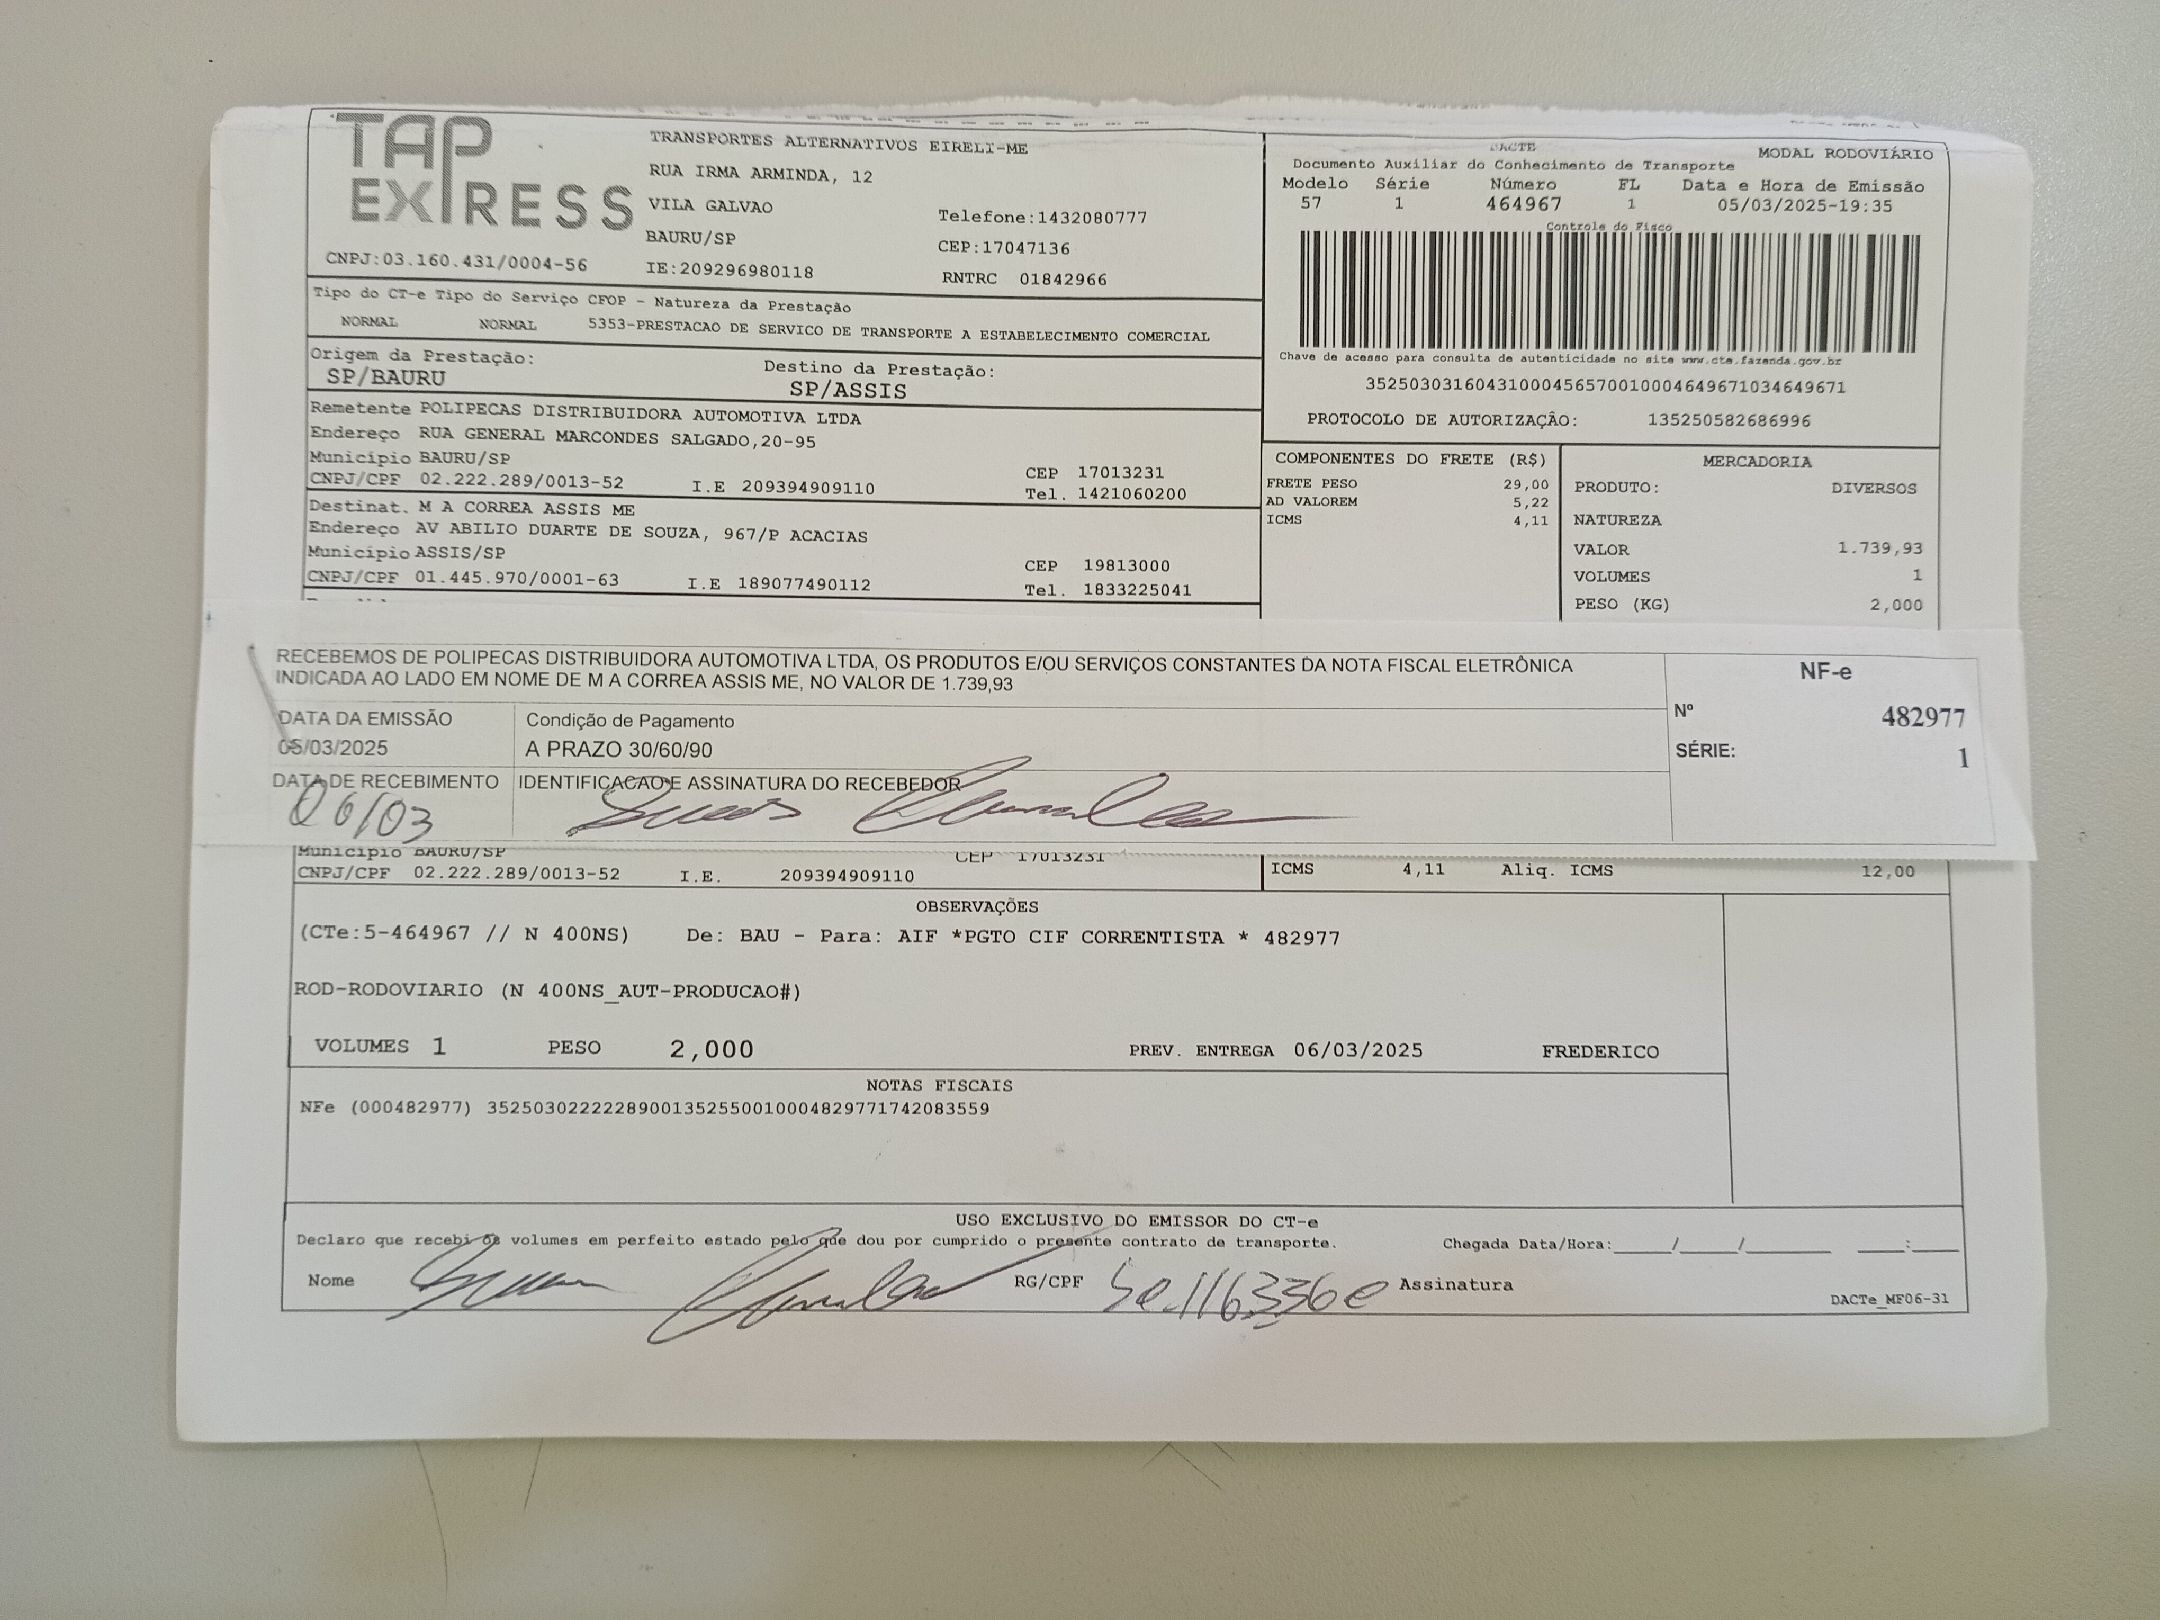 TAP
EXPRESS
TRANSPORTES ALTERNATIVOS EIRELI-ME
RUA IRMA ARMINDA, 12
VILA GALVAO
Telefone:1432080777
BAURU/SP
CEP:17047136
CNPJ:03.160.431/0004-56
IE:209296980118
RNTRC 01842966
DACTE
MODAL RODOVIÁRIO
Documento Auxiliar do Conhecimento de Transporte
Modelo Série Número FL Data e Hora de Emissão
57 1 464967 1 05/03/2025-19:35
Controle do Fisco
Chave de acesso para consulta de autenticidade no site www.cte.fazenda.gov.br
35250303160431000456570010004649671034649671
PROTOCOLO DE AUTORIZAÇÃO: 135250582686996
Tipo do CT-e Tipo do Serviço CFOP - Natureza da Prestação
NORMAL NORMAL 5353-PRESTACAO DE SERVICO DE TRANSPORTE A ESTABELECIMENTO COMERCIAL
Origem da Prestação: Destino da Prestação:
SP/BAURU SP/ASSIS
Remetente POLIPECAS DISTRIBUIDORA AUTOMOTIVA LTDA
Endereço RUA GENERAL MARCONDES SALGADO,20-95
Município BAURU/SP CEP 17013231
CNPJ/CPF 02.222.289/0013-52 I.E 209394909110 Tel. 1421060200
Destinat. M A CORREA ASSIS ME
Endereço AV ABILIO DUARTE DE SOUZA, 967/P ACACIAS
Município ASSIS/SP CEP 19813000
CNPJ/CPF 01.445.970/0001-63 I.E 189077490112 Tel. 1833225041
COMPONENTES DO FRETE (R$)
FRETE PESO 29,00
AD VALOREM 5,22
ICMS 4,11
MERCADORIA
PRODUTO: DIVERSOS
NATUREZA
VALOR 1.739,93
VOLUMES 1
PESO (KG) 2,000
RECEBEMOS DE POLIPECAS DISTRIBUIDORA AUTOMOTIVA LTDA, OS PRODUTOS E/OU SERVIÇOS CONSTANTES DA NOTA FISCAL ELETRÔNICA
INDICADA AO LADO EM NOME DE M A CORREA ASSIS ME, NO VALOR DE 1.739,93
NF-e
Nº 482977
SÉRIE: 1
DATA DA EMISSÃO Condição de Pagamento
05/03/2025 A PRAZO 30/60/90
DATA DE RECEBIMENTO IDENTIFICACAO E ASSINATURA DO RECEBEDOR
06/03
Município BAURU/SP CEP 17013231
CNPJ/CPF 02.222.289/0013-52 I.E. 209394909110
ICMS 4,11 Aliq. ICMS 12,00
OBSERVAÇÕES
(CTe:5-464967 // N 400NS) De: BAU - Para: AIF *PGTO CIF CORRENTISTA * 482977
ROD-RODOVIARIO (N 400NS_AUT-PRODUCAO#)
VOLUMES 1 PESO 2,000 PREV. ENTREGA 06/03/2025 FREDERICO
NOTAS FISCAIS
NFe (000482977) 35250302222289001352550010004829771742083559
USO EXCLUSIVO DO EMISSOR DO CT-e
Declaro que recebi os volumes em perfeito estado pelo que dou por cumprido o presente contrato de transporte. Chegada Data/Hora:_____/_____/________ ____:____
Nome RG/CPF Assinatura
DACTe_MF06-31